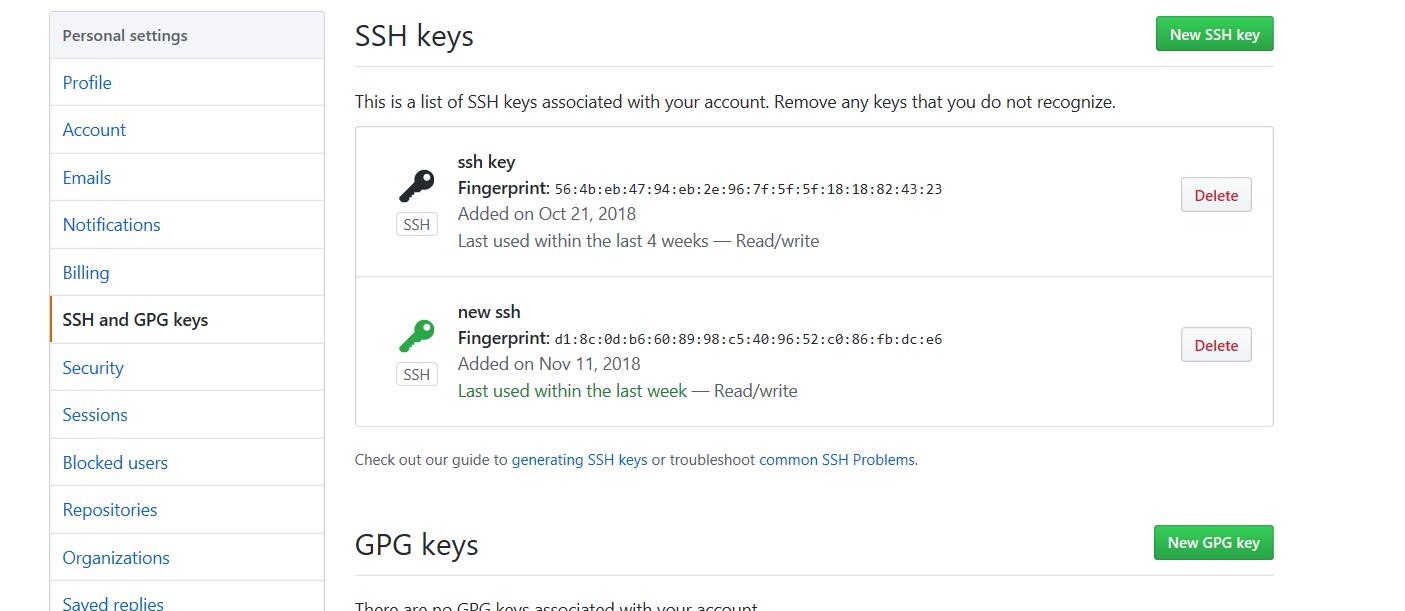 Personal settings
Profile
Account
Emails
Notifications
Billing
SSH and GPG keys
Security
Sessions
Blocked users
Repositories
Organizations
Saved replies
SSH keys
New SSH key
This is a list of SSH keys associated with your account. Remove any keys that you do not recognize.
ssh key
Fingerprint: 56:4b:eb:47:94:eb:2e:96:7f:5f:5f:18:18:82:43:23
Added on Oct 21, 2018
Last used within the last 4 weeks — Read/write
SSH
Delete
new ssh
Fingerprint: d1:8c:0d:b6:60:89:98:c5:40:96:52:c0:86:fb:dc:e6
Added on Nov 11, 2018
Last used within the last week — Read/write
SSH
Delete
Check out our guide to generating SSH keys or troubleshoot common SSH Problems.
GPG keys
New GPG key
There are no GPG keys associated with your account.